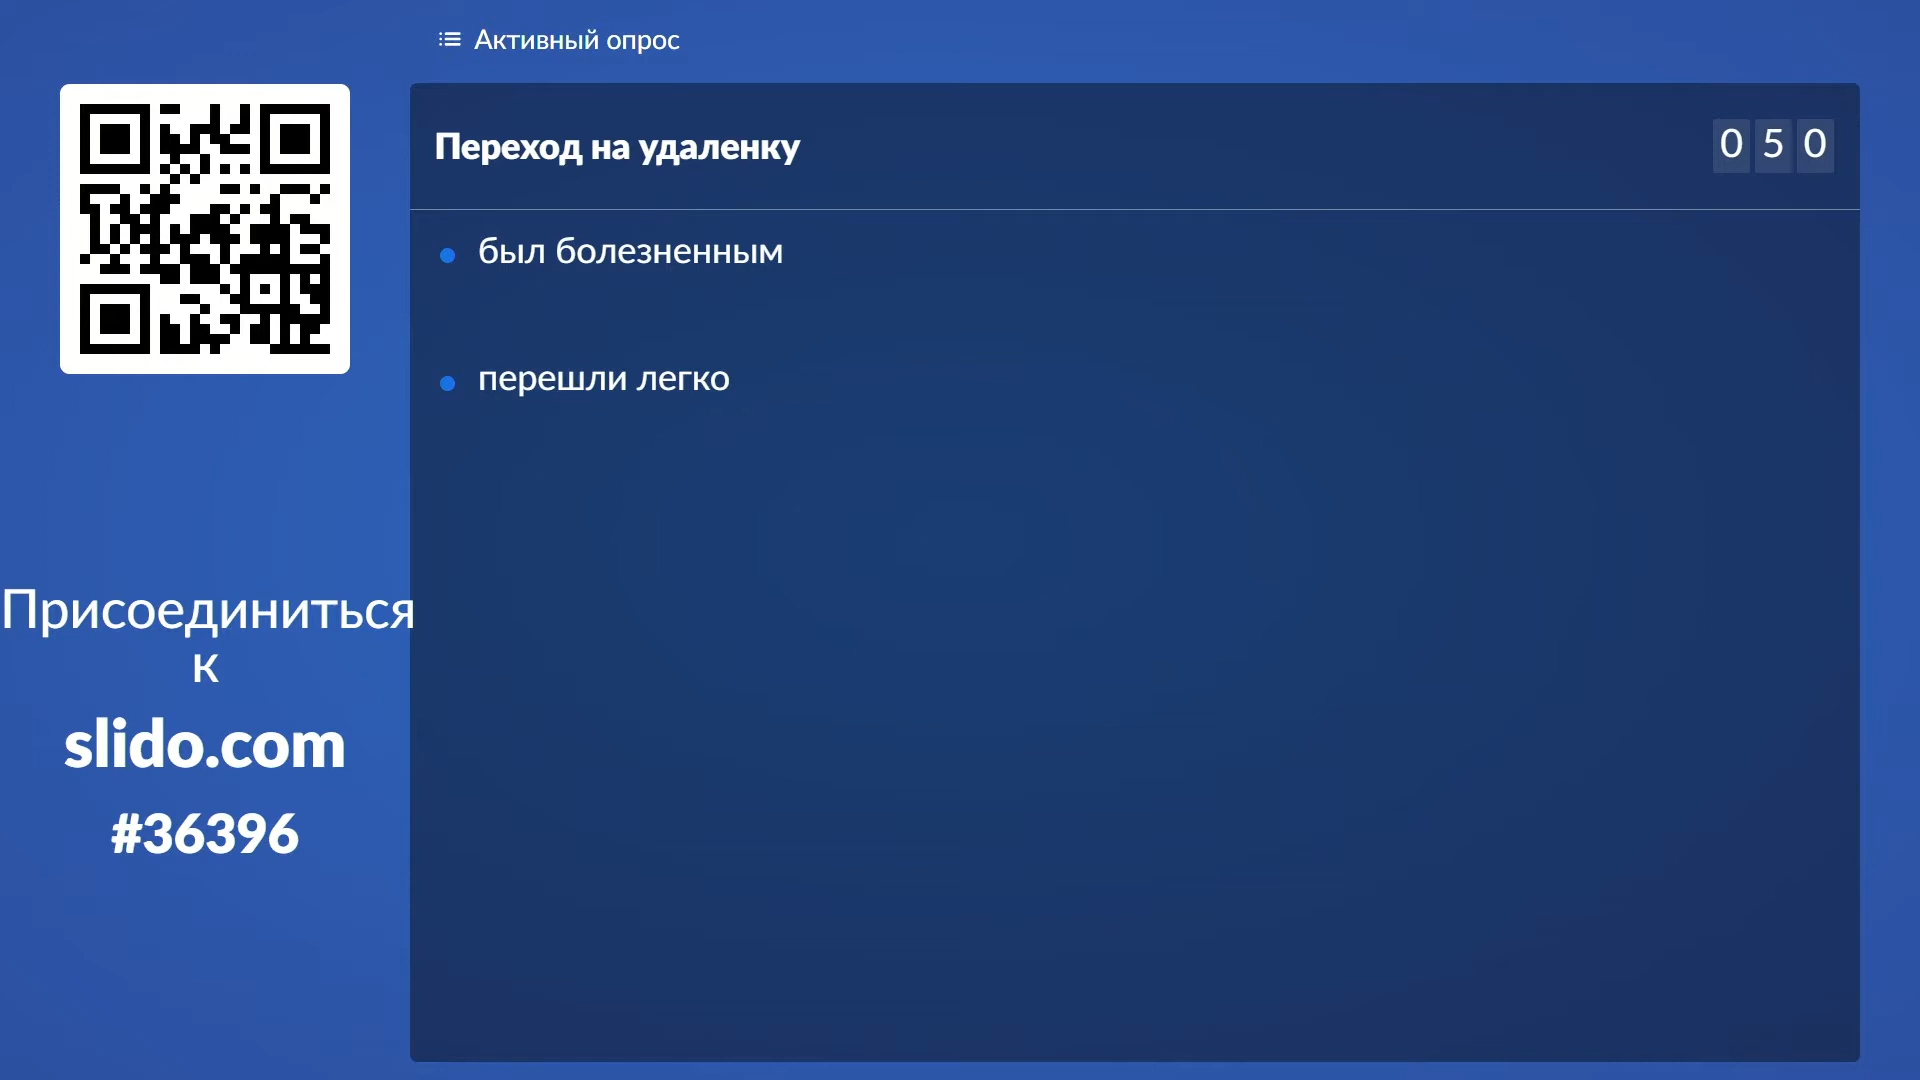 Активный опрос
Переход на удаленку
050
был болезненным
перешли легко
Присоединиться
к
slido.com
#36396